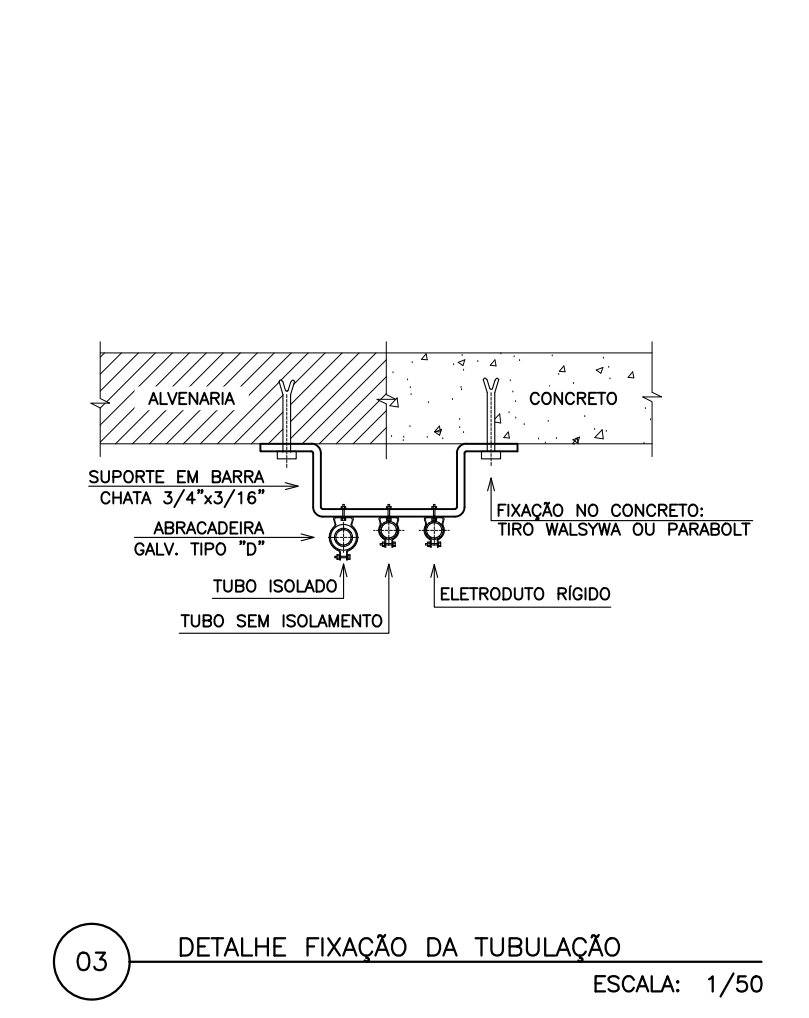 ALVENARIA
CONCRETO
SUPORTE EM BARRA
CHATA 3/4"x3/16"
FIXAÇÃO NO CONCRETO:
TIRO WALSYWA OU PARABOLT
ABRACADEIRA
GALV. TIPO "D"
TUBO ISOLADO
ELETRODUTO RÍGIDO
TUBO SEM ISOLAMENTO
03
DETALHE FIXAÇÃO DA TUBULAÇÃO
ESCALA: 1/50